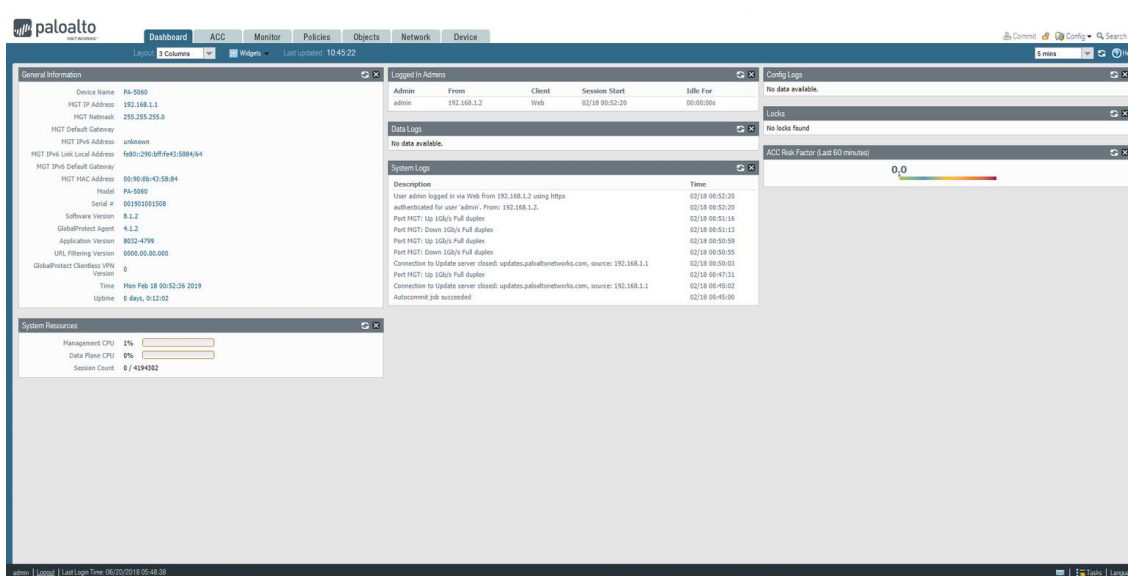 paloalto
NETWORKS
Dashboard ACC Monitor Policies Objects Network Device
Commit Config Search
Layout 3 Columns Widgets Last updated 10:45:22 5 mins
General Information
Device Name PA-5060
MGT IP Address 192.168.1.1
MGT Netmask 255.255.255.0
MGT Default Gateway
MGT IPv6 Address unknown
MGT IPv6 Link Local Address fe80::290:bff:fe43:5884/64
MGT IPv6 Default Gateway
MGT MAC Address 00:90:0b:43:58:84
Model PA-5060
Serial # 001901001508
Software Version 8.1.2
GlobalProtect Agent 4.1.2
Application Version 8032-4799
URL Filtering Version 0000.00.00.000
GlobalProtect Clientless VPN
Version 0
Time Mon Feb 18 00:52:36 2019
Uptime 0 days, 0:12:02
System Resources
Management CPU 1%
Data Plane CPU 0%
Session Count 0 / 4194302
Logged In Admins
Admin From Client Session Start Idle For
admin 192.168.1.2 Web 02/18 00:52:20 00:00:00s
Data Logs
No data available.
System Logs
Description Time
User admin logged in via Web from 192.168.1.2 using https 02/18 00:52:20
authenticated for user 'admin'. From: 192.168.1.2. 02/18 00:52:20
Port MGT: Up 1Gb/s Full duplex 02/18 00:51:16
Port MGT: Down 1Gb/s Full duplex 02/18 00:51:13
Port MGT: Up 1Gb/s Full duplex 02/18 00:50:59
Port MGT: Down 1Gb/s Full duplex 02/18 00:50:55
Connection to Update server closed: updates.paloaltonetworks.com, source: 192.168.1.1 02/18 00:50:03
Port MGT: Up 1Gb/s Full duplex 02/18 00:47:31
Connection to Update server closed: updates.paloaltonetworks.com, source: 192.168.1.1 02/18 00:45:02
Autocommit job succeeded 02/18 00:45:00
Config Logs
No data available.
Locks
No locks found
ACC Risk Factor (Last 60 minutes)
0.0
admin | Logout | Last Login Time: 06/20/2018 05:48:38 | Tasks |